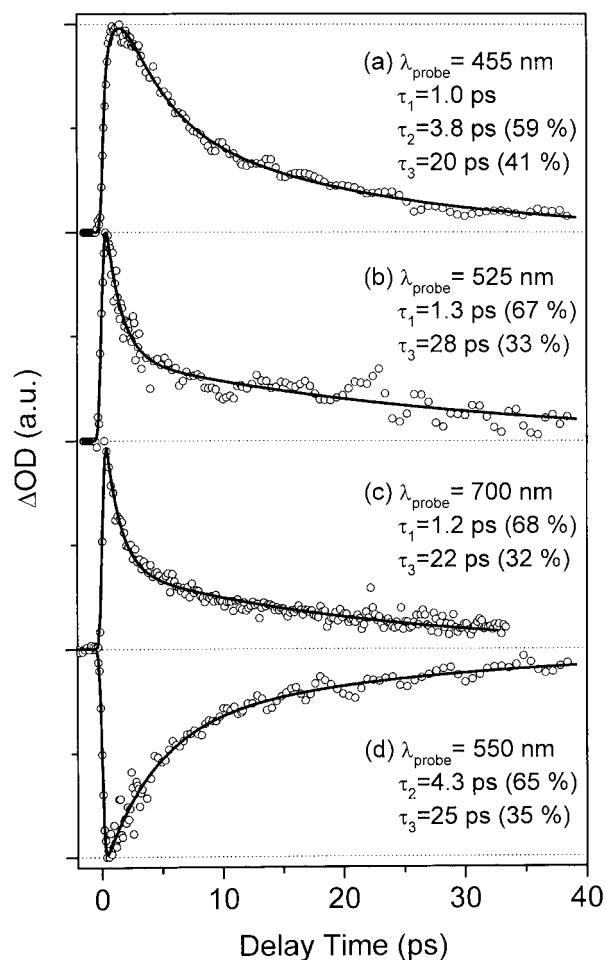 (a) λprobe= 455 nm
τ1=1.0 ps
τ2=3.8 ps (59 %)
τ3=20 ps (41 %)
(b) λprobe= 525 nm
τ1=1.3 ps (67 %)
τ3=28 ps (33 %)
ΔOD (a.u.)
(c) λprobe= 700 nm
τ1=1.2 ps (68 %)
τ3=22 ps (32 %)
(d) λprobe= 550 nm
τ2=4.3 ps (65 %)
τ3=25 ps (35 %)
0 10 20 30 40
Delay Time (ps)